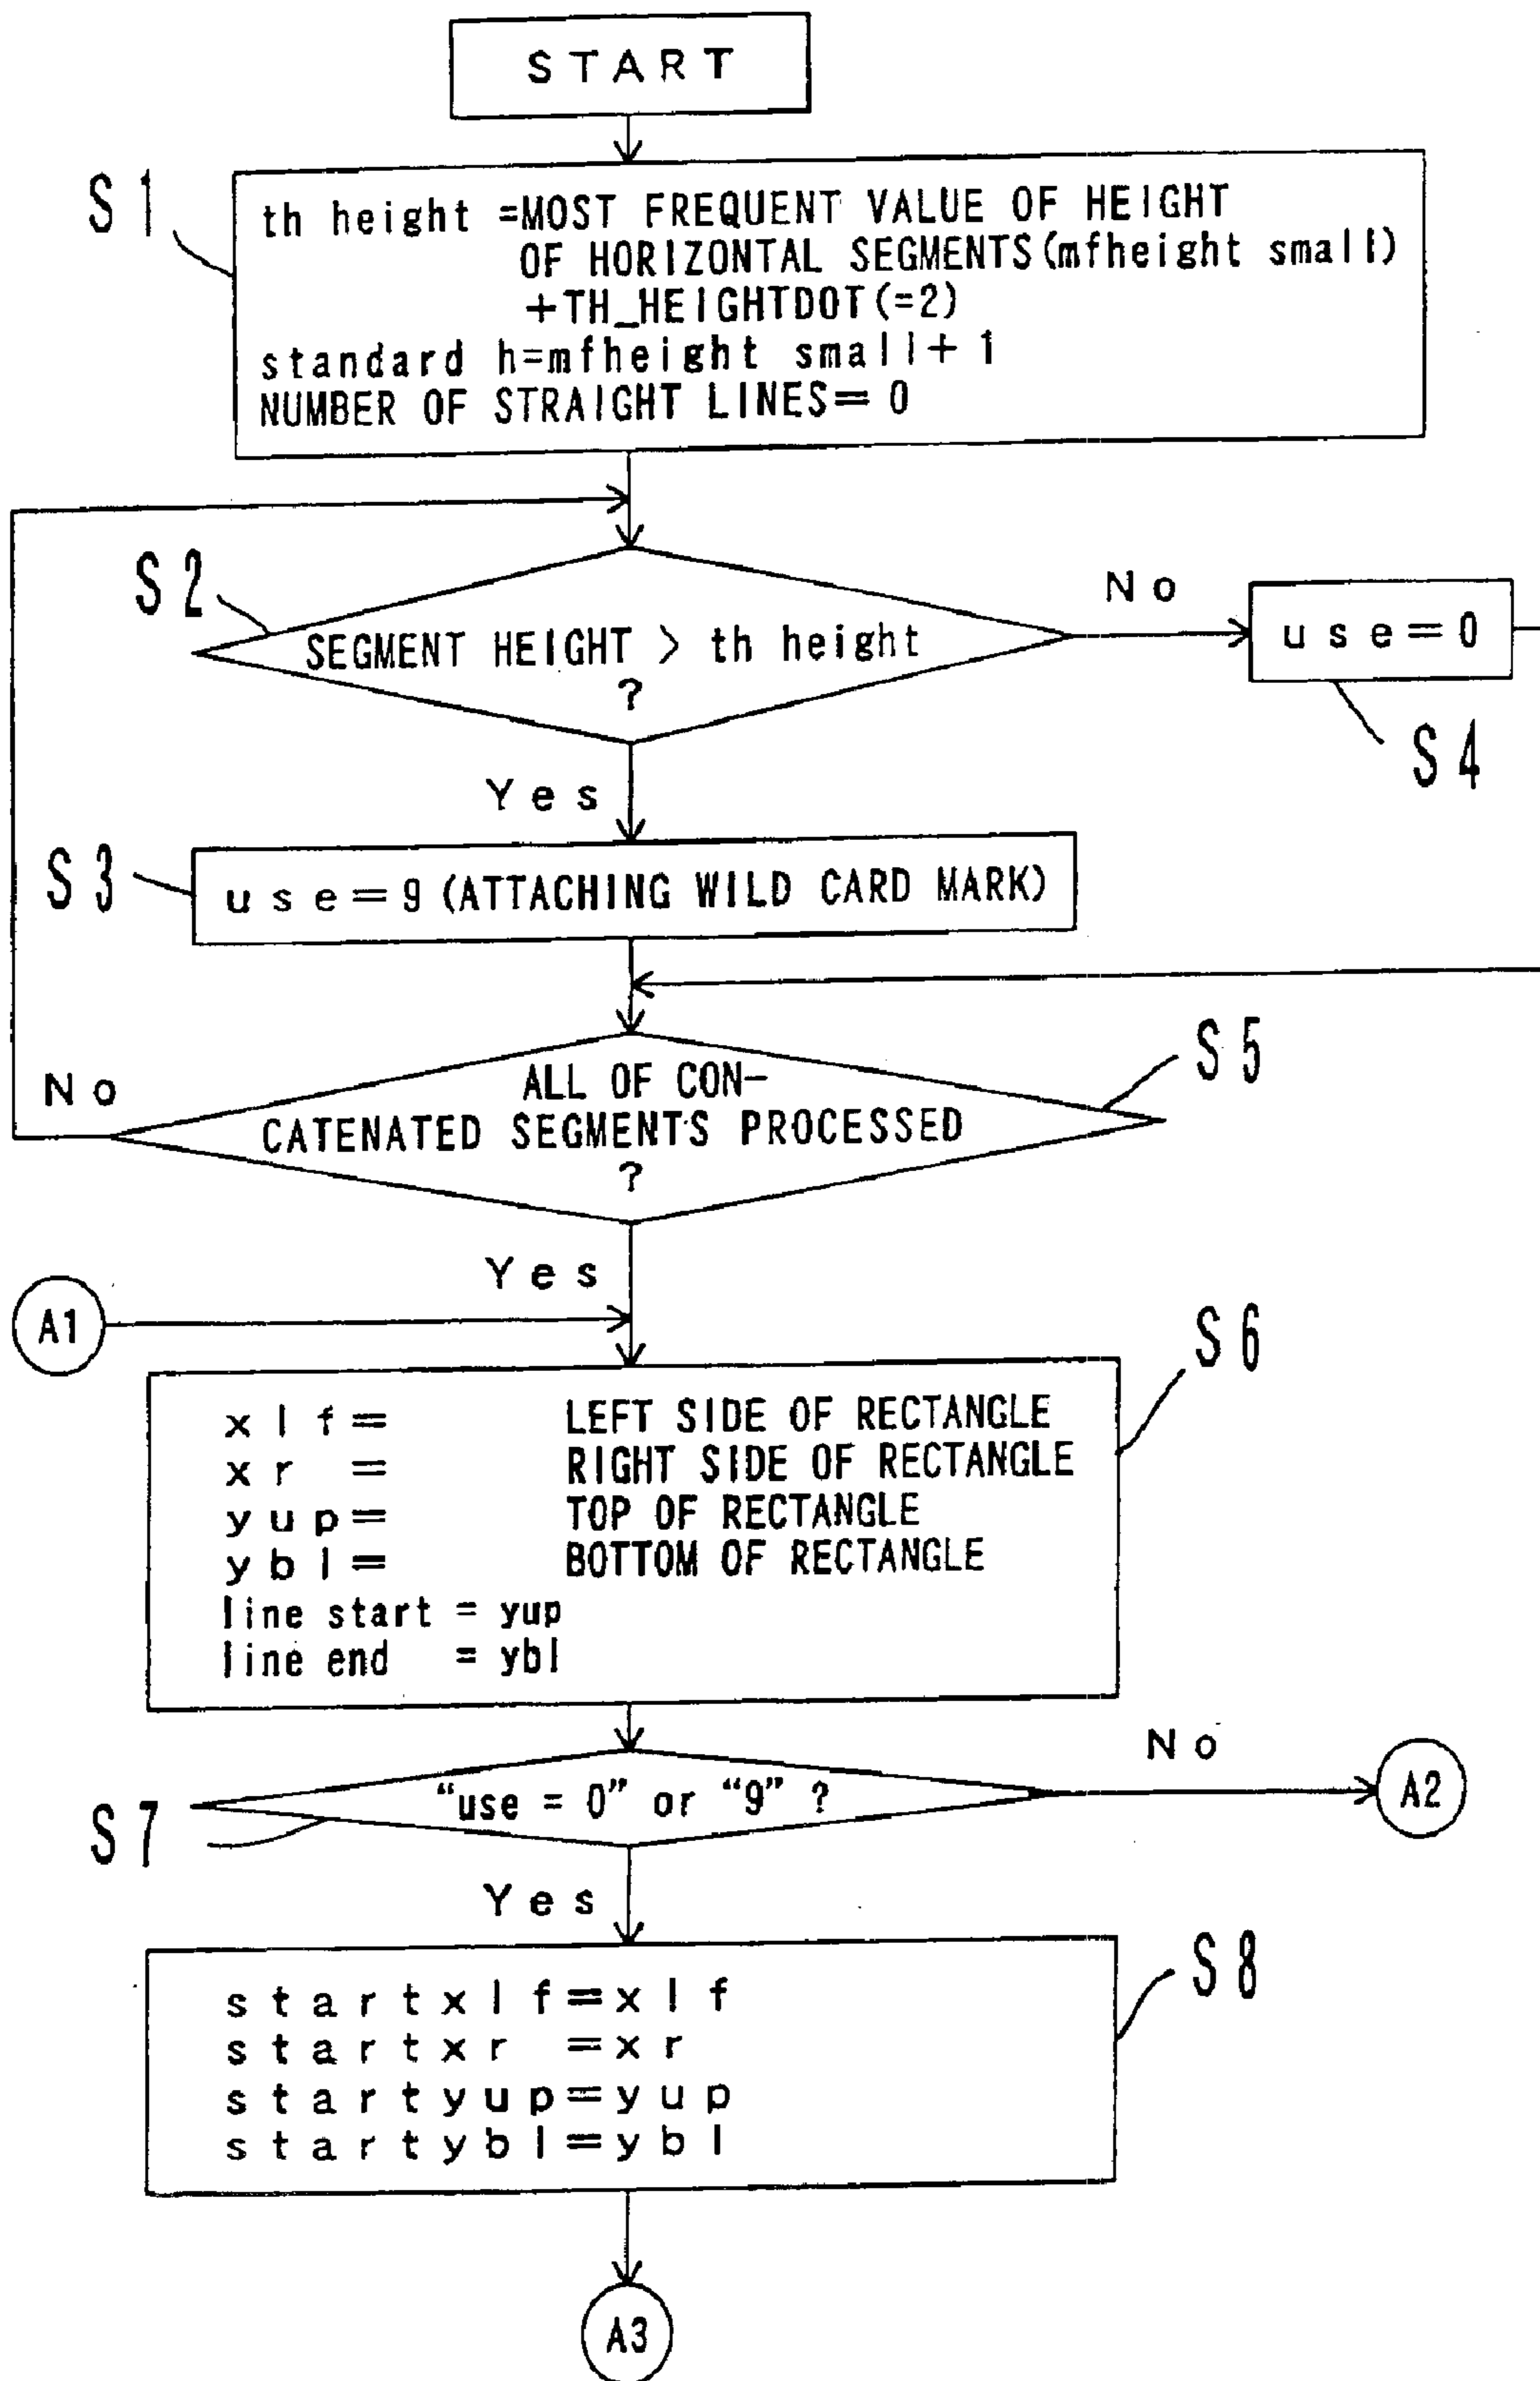 START
S1
th height =MOST FREQUENT VALUE OF HEIGHT
OF HORIZONTAL SEGMENTS(mfheight small)
+TH_HEIGHTDOT(=2)
standard h=mfheight small+1
NUMBER OF STRAIGHT LINES=0
S2
SEGMENT HEIGHT > th height
?
No
use=0
S4
Yes
S3
use=9(ATTACHING WILD CARD MARK)
S5
No
ALL OF CON-
CATENATED SEGMENTS PROCESSED
?
Yes
A1
S6
xlf= LEFT SIDE OF RECTANGLE
xr = RIGHT SIDE OF RECTANGLE
yup= TOP OF RECTANGLE
ybl= BOTTOM OF RECTANGLE
line start = yup
line end = ybl
No
S7
“use = 0” or “9” ?
A2
Yes
S8
startxlf=xlf
startxr =xr
startyup=yup
startybl=ybl
A3